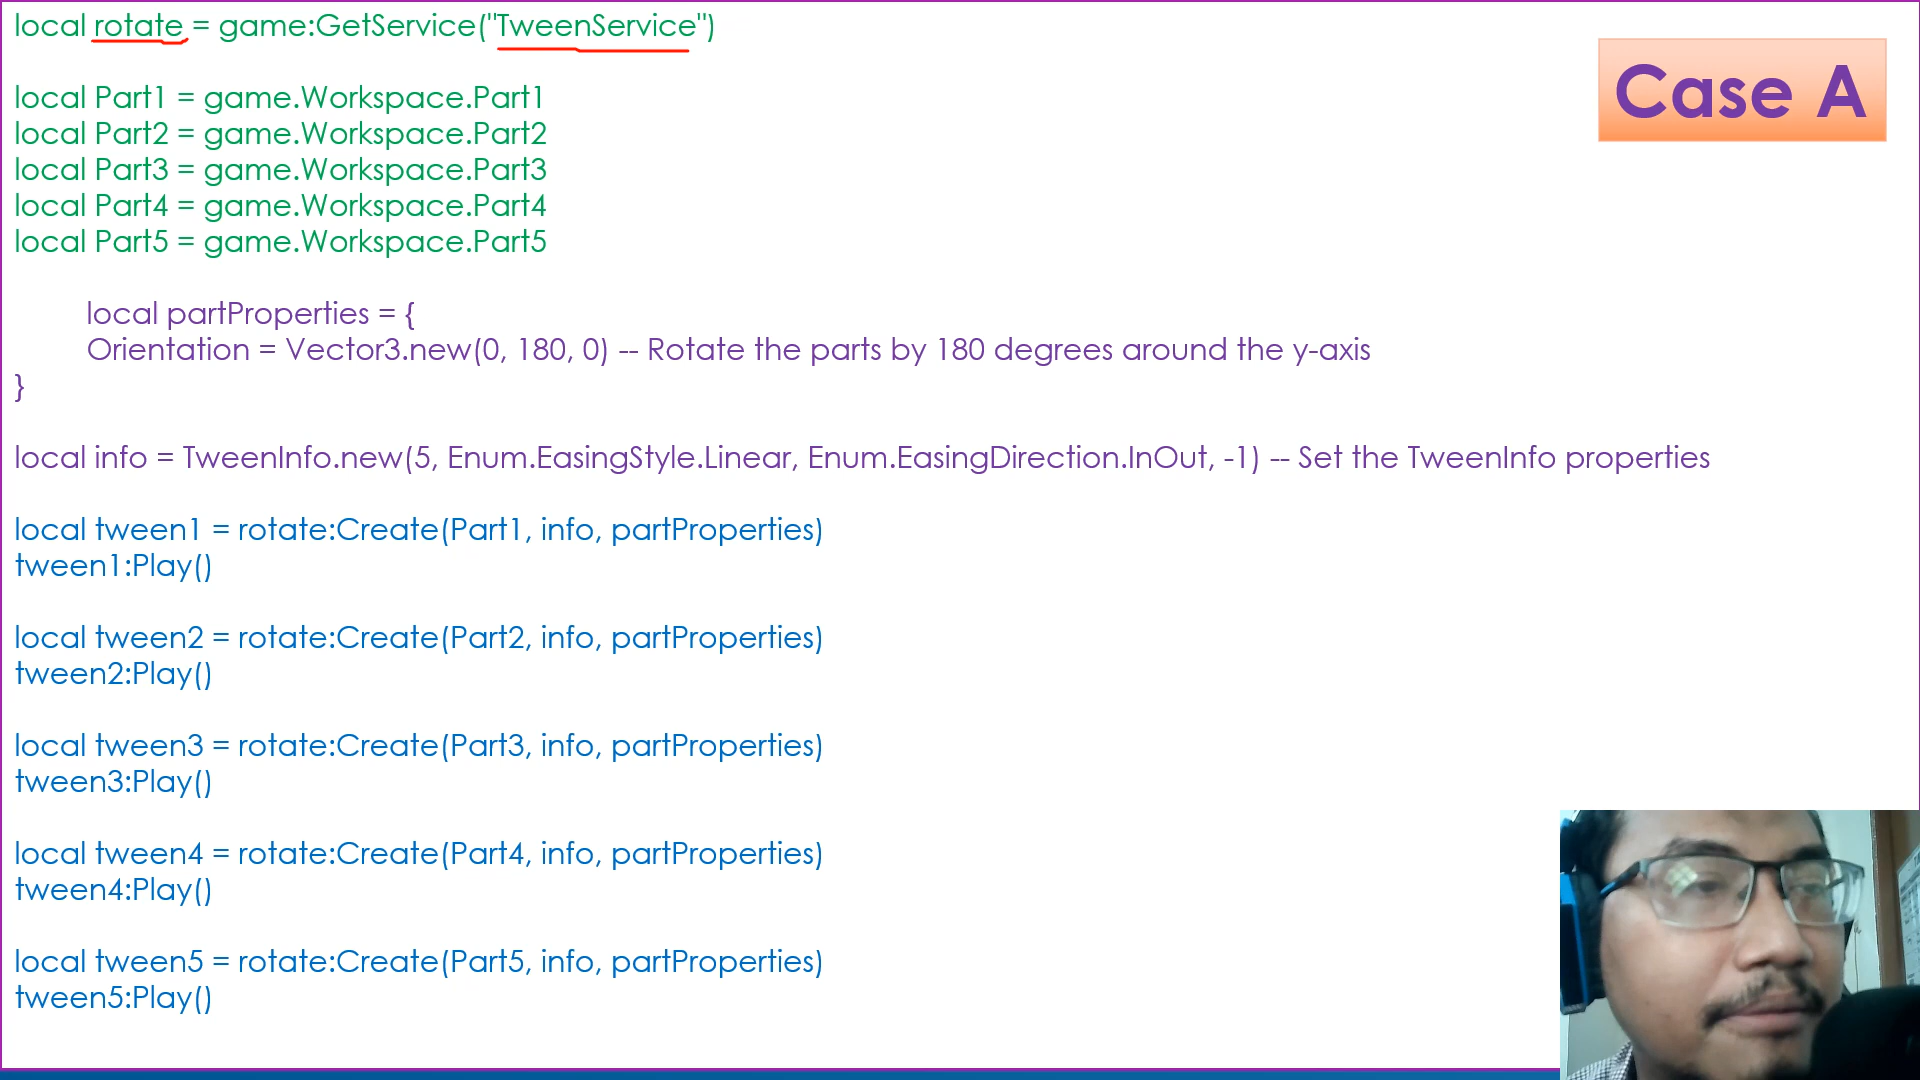 local rotate = game:GetService("TweenService")
Case A
local Part1 = game.Workspace.Part1
local Part2 = game.Workspace.Part2
local Part3 = game.Workspace.Part3
local Part4 = game.Workspace.Part4
local Part5 = game.Workspace.Part5
local partProperties = {
Orientation = Vector3.new(0, 180, 0) -- Rotate the parts by 180 degrees around the y-axis
}
local info = TweenInfo.new(5, Enum.EasingStyle.Linear, Enum.EasingDirection.InOut, -1) -- Set the TweenInfo properties
local tween1 = rotate:Create(Part1, info, partProperties)
tween1:Play()
local tween2 = rotate:Create(Part2, info, partProperties)
tween2:Play()
local tween3 = rotate:Create(Part3, info, partProperties)
tween3:Play()
local tween4 = rotate:Create(Part4, info, partProperties)
tween4:Play()
local tween5 = rotate:Create(Part5, info, partProperties)
tween5:Play()